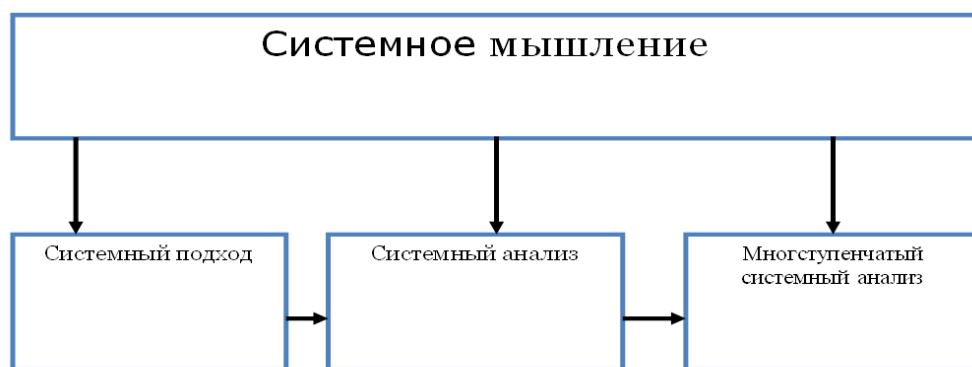 Системное мышление
Системный подход
Системный анализ
Многступенчатый
системный анализ